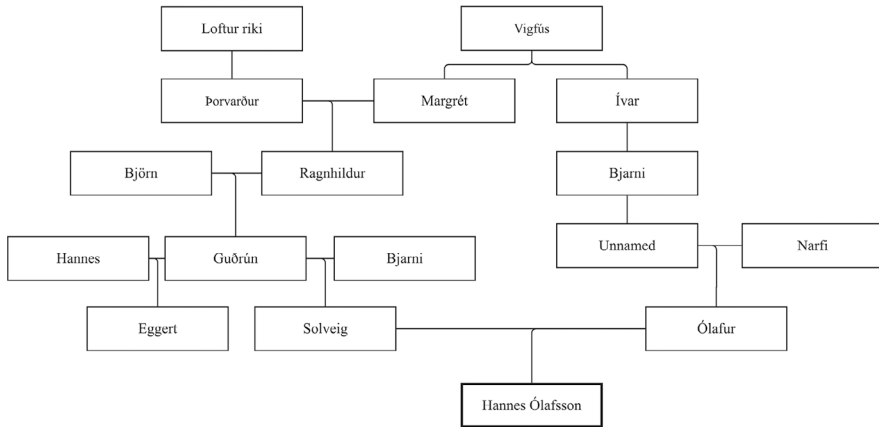 Loftur riki
Vigfús
Þorvarður
Margrét
Ívar
Björn
Ragnhildur
Bjarni
Hannes
Guðrún
Bjarni
Unnamed
Narfi
Eggert
Solveig
Ólafur
Hannes Ólafsson